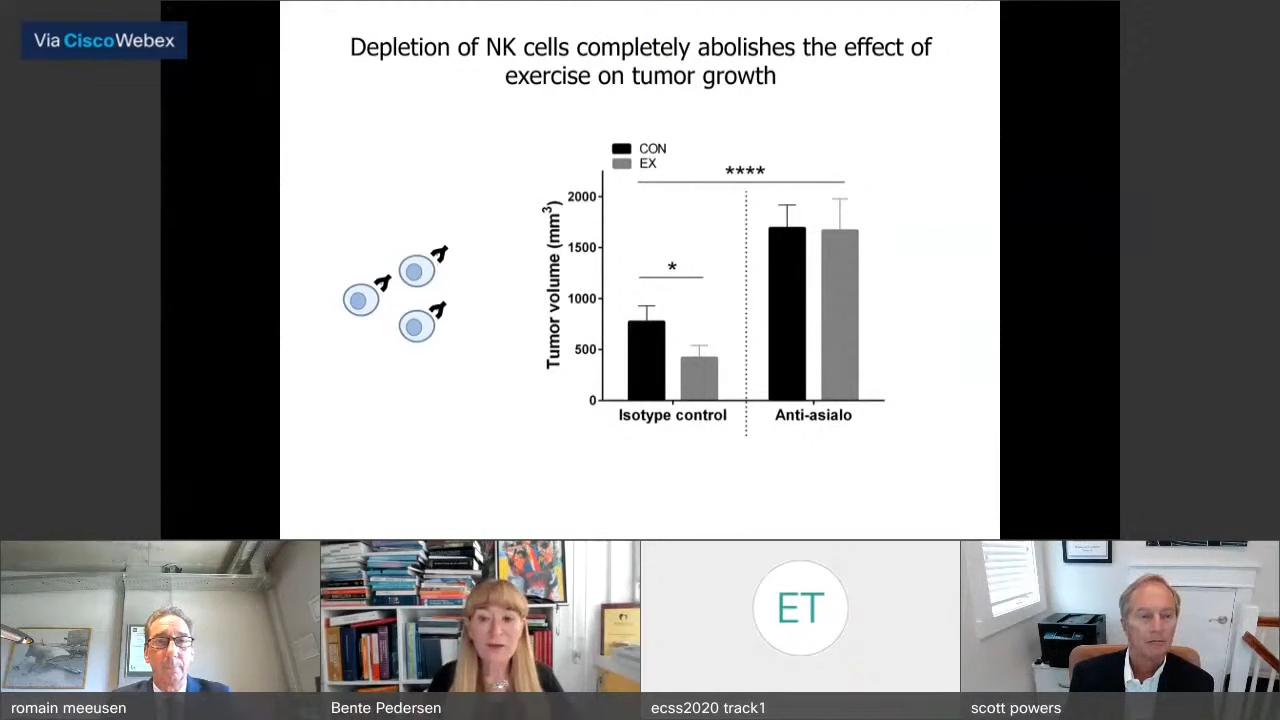 Via Cisco Webex
Depletion of NK cells completely abolishes the effect of
exercise on tumor growth
CON
EX
****
2000
1500
1000
500
0
Tumor volume (mm³)
*
Isotype control
Anti-asialo
ET
romain meeusen
Bente Pedersen
ecss2020 track1
scott powers